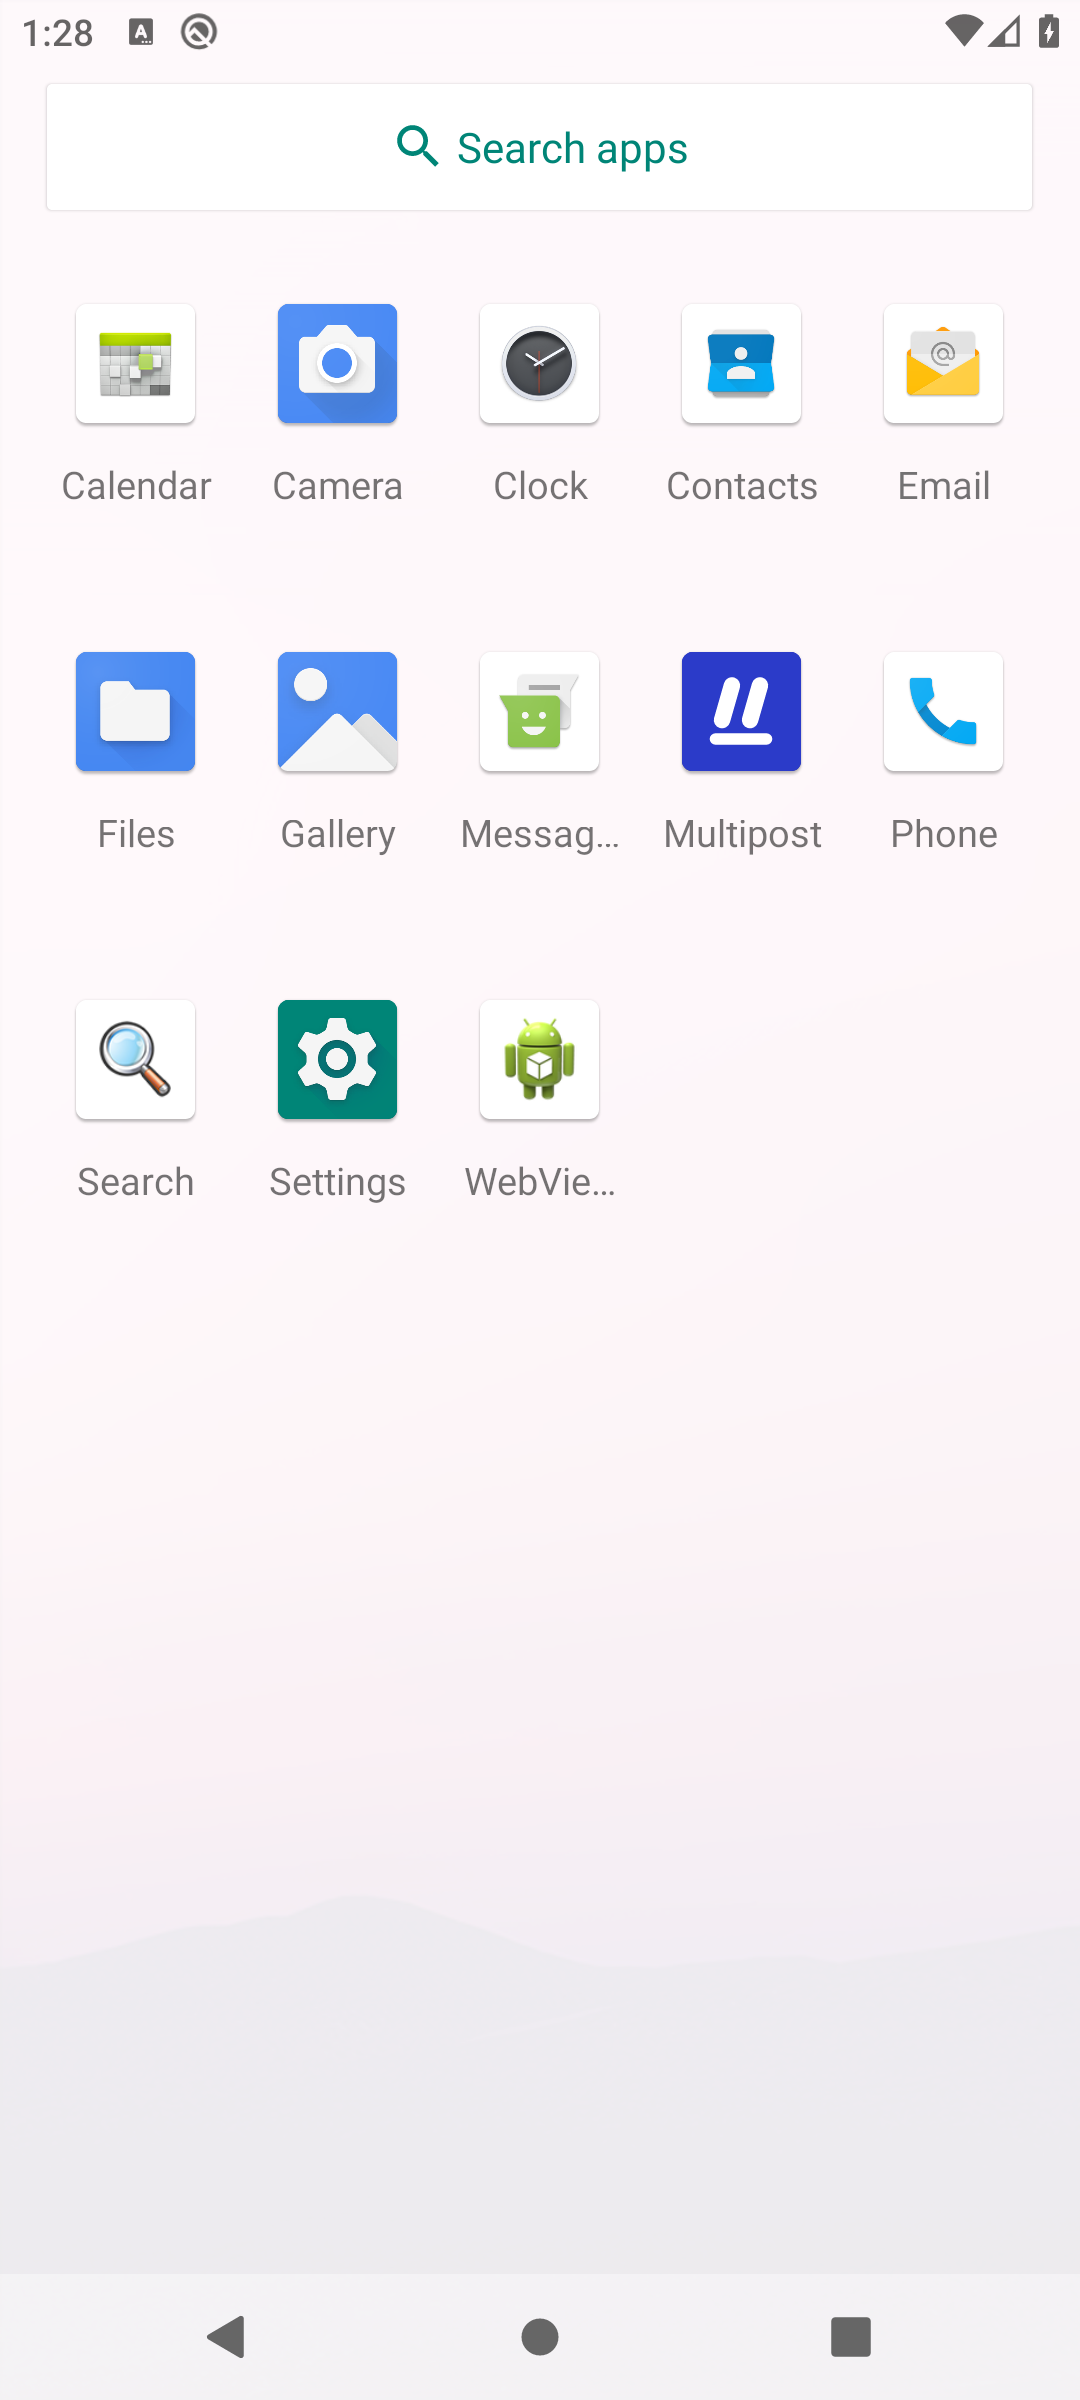 1:28
Search apps
Calendar Camera Clock Contacts Email
Files Gallery Messag… Multipost Phone
Search Settings WebVie…